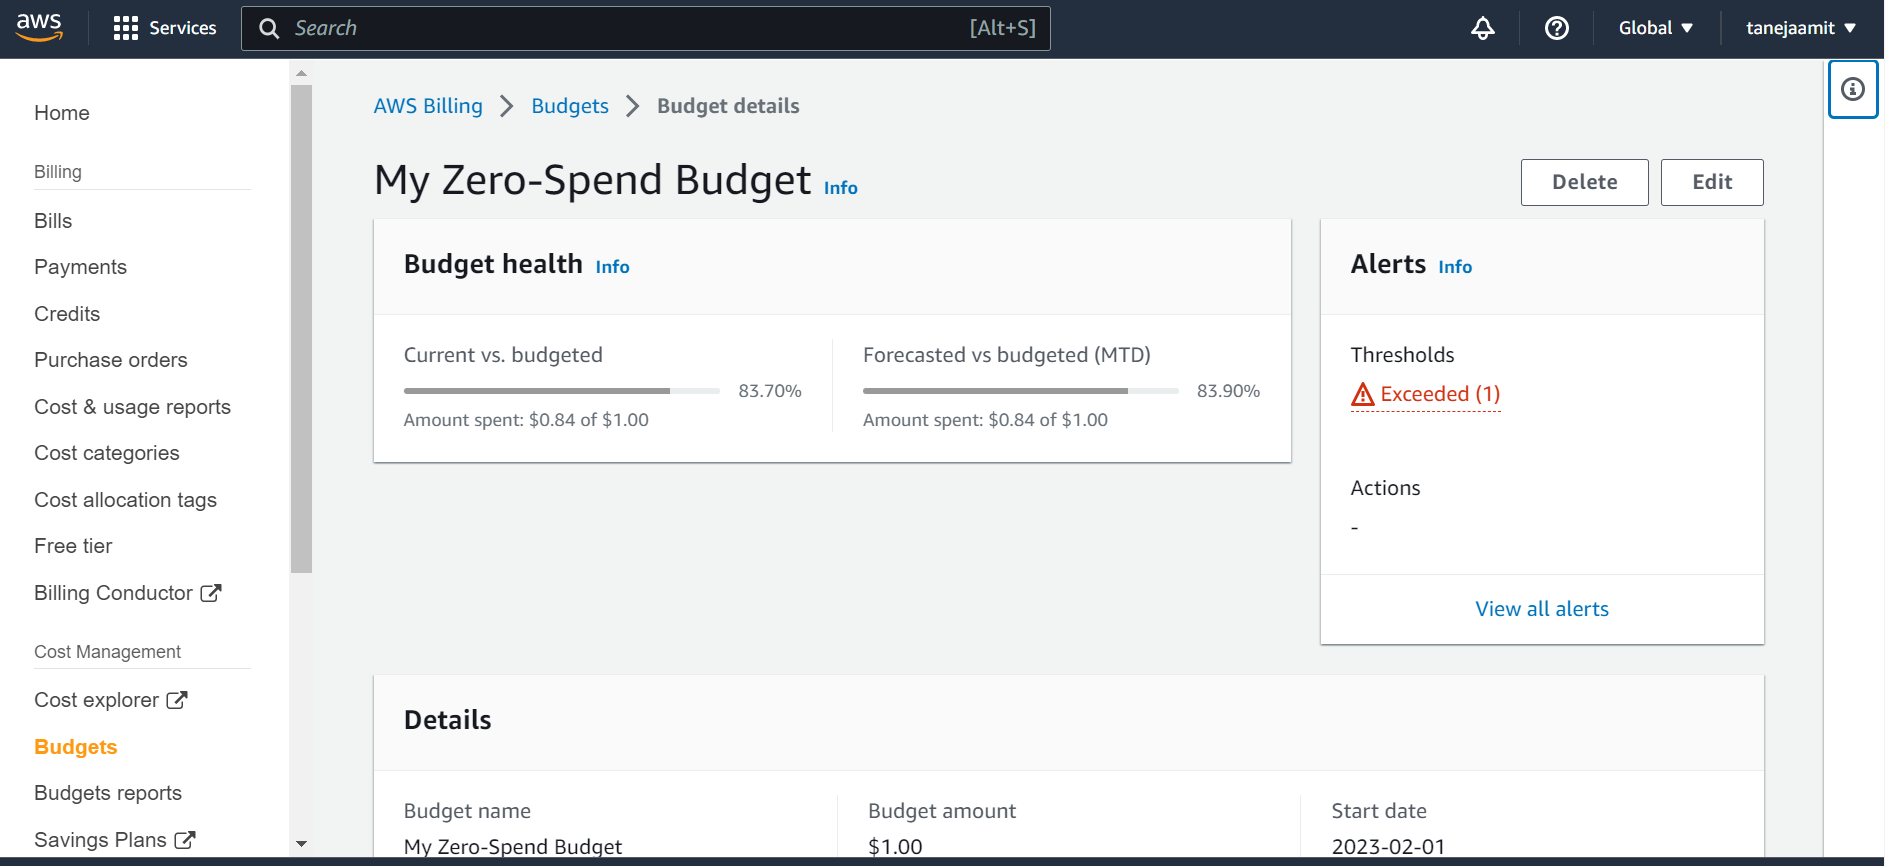 aws
Services
Search
[Alt+S]
Global
tanejaamit
Home
Billing
Bills
Payments
Credits
Purchase orders
Cost & usage reports
Cost categories
Cost allocation tags
Free tier
Billing Conductor
Cost Management
Cost explorer
Budgets
Budgets reports
Savings Plans
AWS Billing
Budgets
Budget details
My Zero-Spend Budget Info
Delete
Edit
Budget health Info
Current vs. budgeted
83.70%
Amount spent: $0.84 of $1.00
Forecasted vs budgeted (MTD)
83.90%
Amount spent: $0.84 of $1.00
Alerts Info
Thresholds
Exceeded (1)
Actions
-
View all alerts
Details
Budget name
My Zero-Spend Budget
Budget amount
$1.00
Start date
2023-02-01